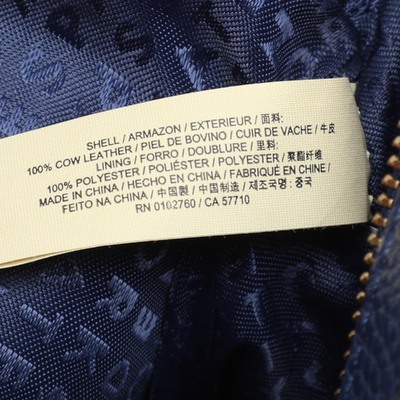 SHELL / ARMAZON / EXTERIEUR / 面料:
100% COW LEATHER / PIEL DE BOVINO / CUIR DE VACHE / 牛皮
LINING / FORRO / DOUBLURE / 里料:
100% POLYESTER / POLIÉSTER / POLYESTER / 聚酯纤维
MADE IN CHINA / HECHO EN CHINA / FABRIQUÉ EN CHINE /
FEITO NA CHINA / 中国製 / 中国制造 / 제조국명 : 중국
RN 0102760 / CA 57710